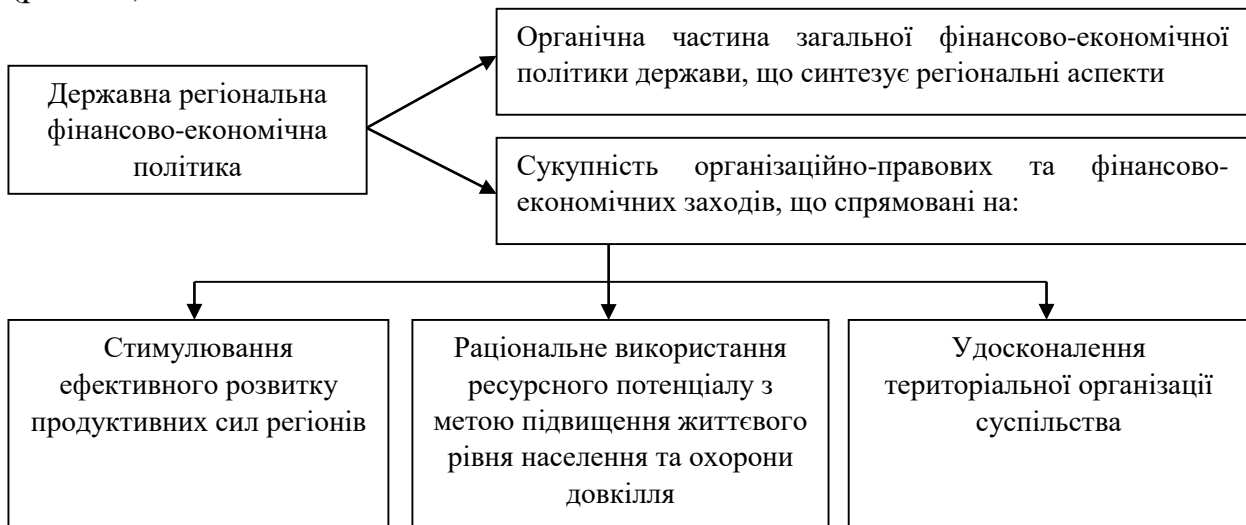 Органічна частина загальної фінансово-економічної
політики держави, що синтезує регіональні аспекти
Державна регіональна
фінансово-економічна
політика
Сукупність організаційно-правових та фінансово-
економічних заходів, що спрямовані на:
Стимулювання
ефективного розвитку
продуктивних сил регіонів
Раціональне використання
ресурсного потенціалу з
метою підвищення життєвого
рівня населення та охорони
довкілля
Удосконалення
територіальної організації
суспільства